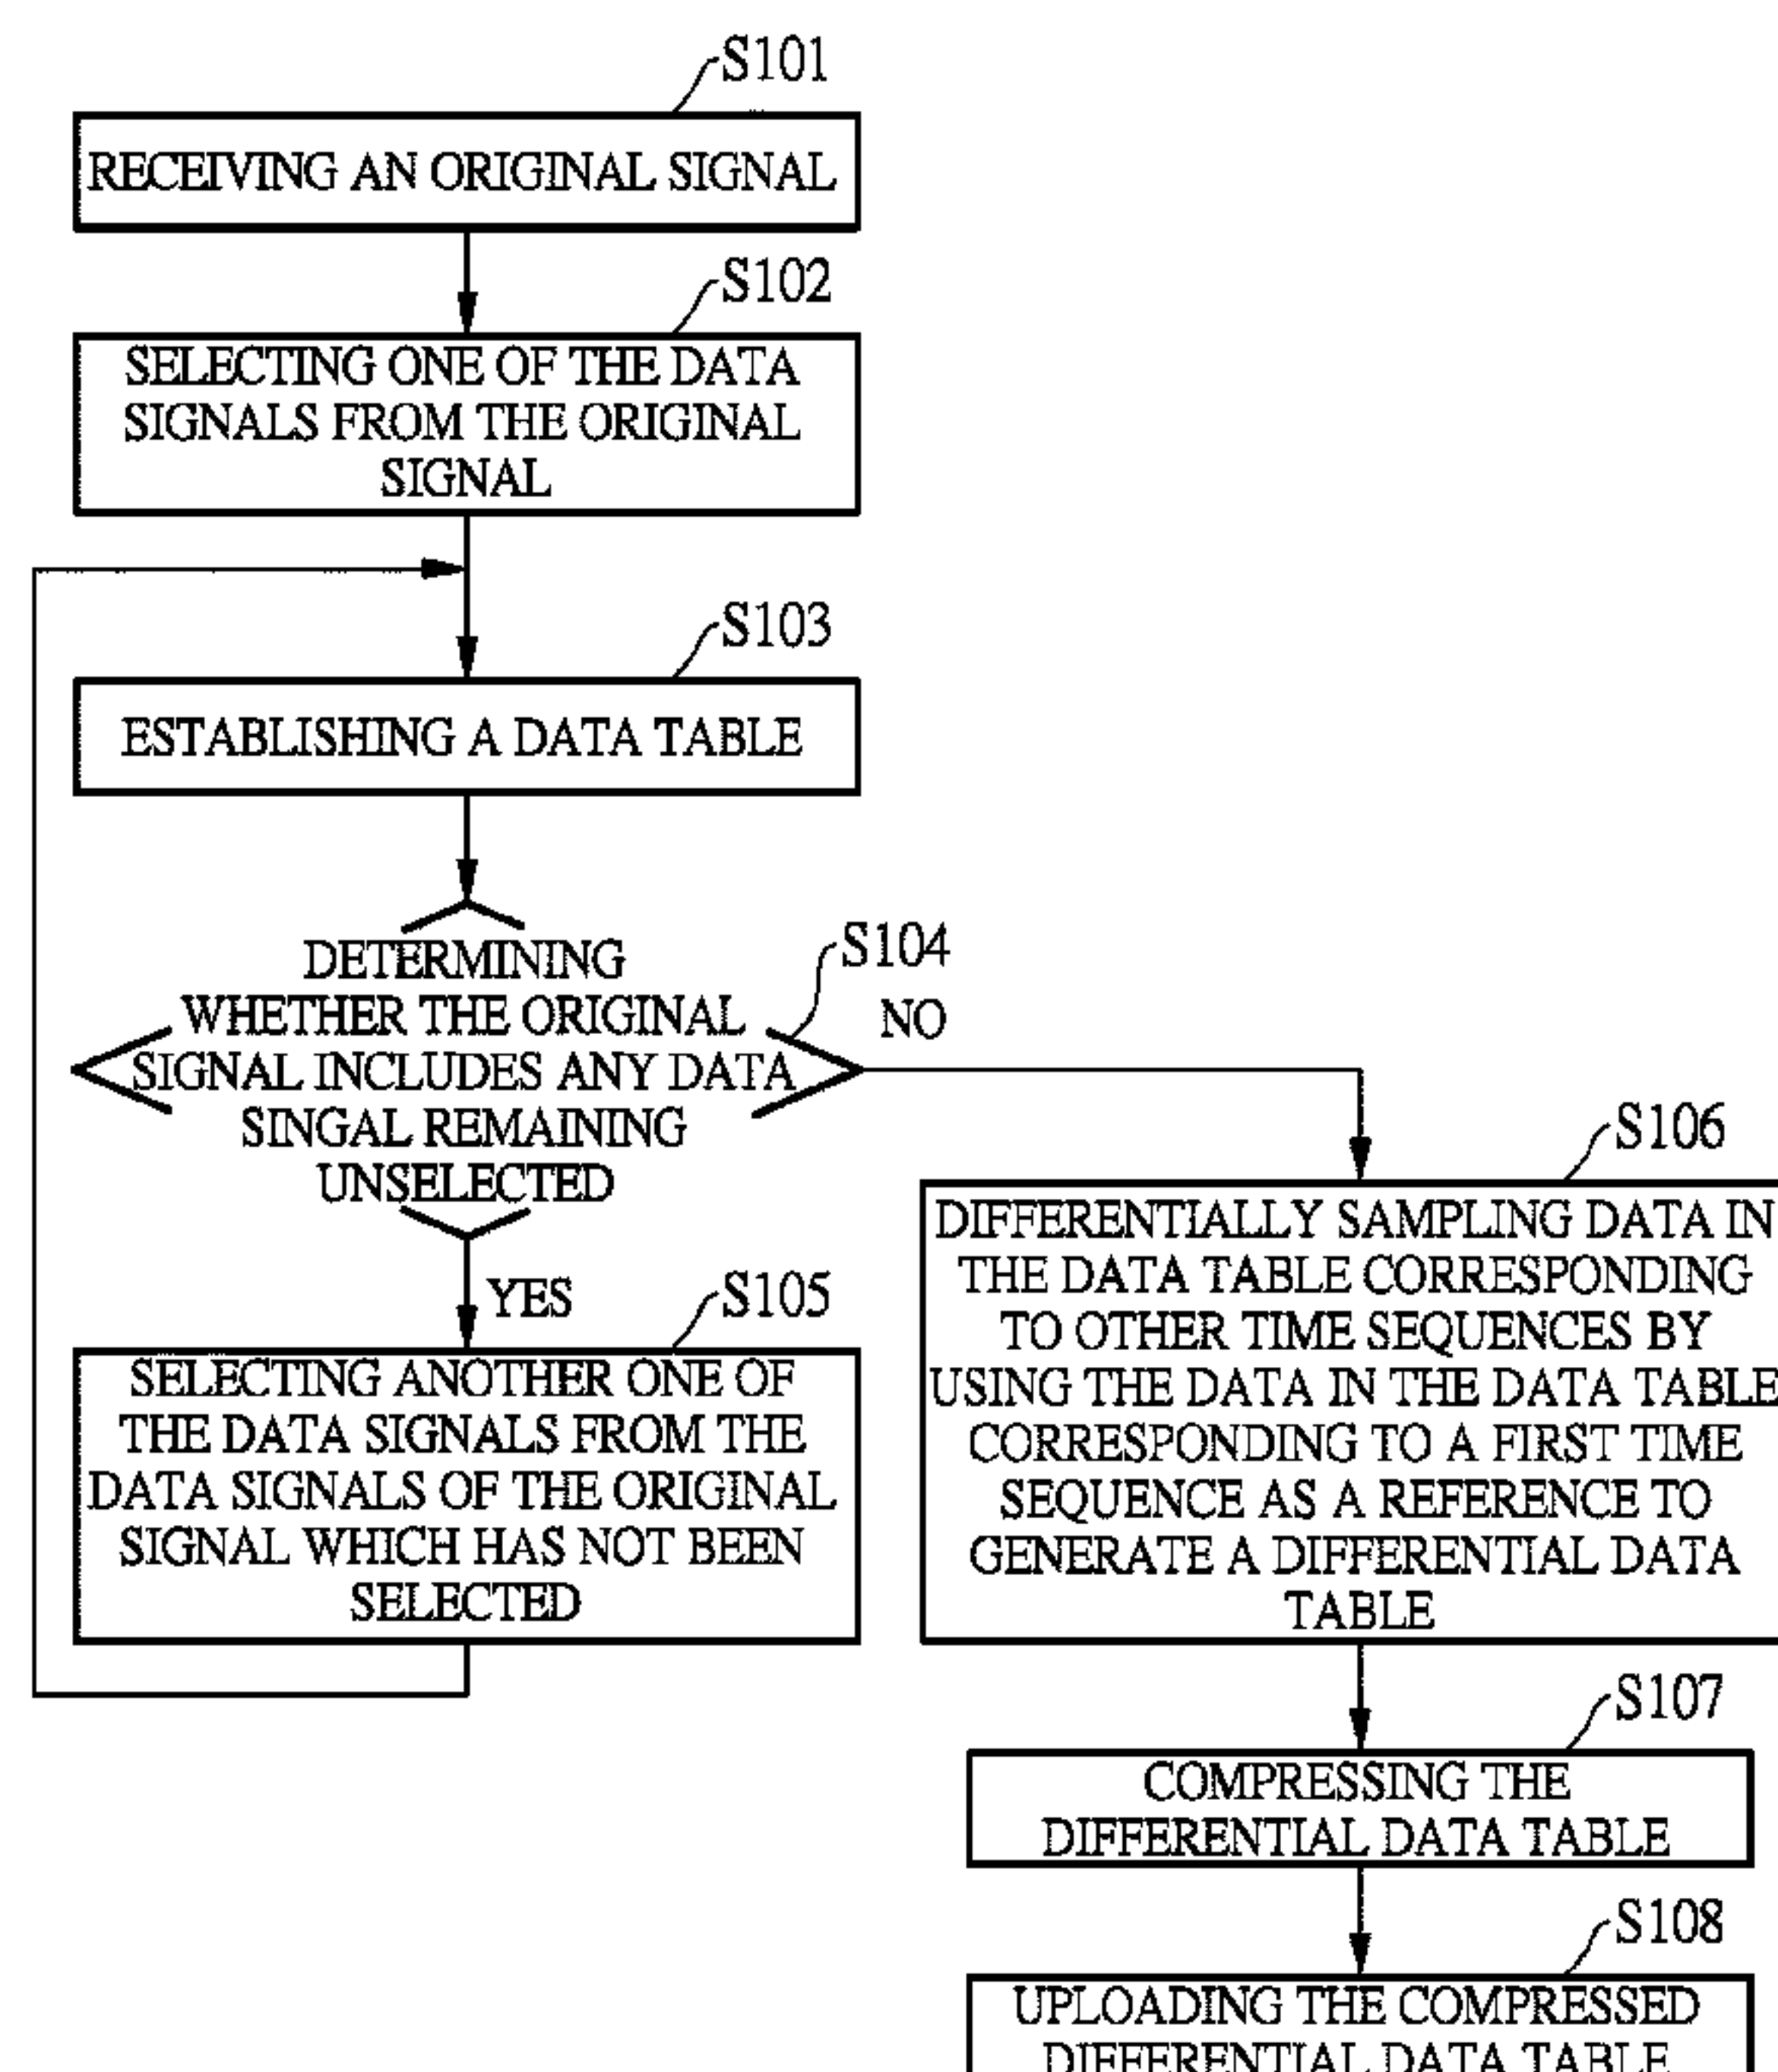 S101
RECEIVING AN ORIGINAL SIGNAL
S102
SELECTING ONE OF THE DATA
SIGNALS FROM THE ORIGINAL
SIGNAL
S103
ESTABLISHING A DATA TABLE
S104
DETERMINING
WHETHER THE ORIGINAL
SIGNAL INCLUDES ANY DATA
SINGAL REMAINING
UNSELECTED
NO
YES
S105
SELECTING ANOTHER ONE OF
THE DATA SIGNALS FROM THE
DATA SIGNALS OF THE ORIGINAL
SIGNAL WHICH HAS NOT BEEN
SELECTED
S106
DIFFERENTIALLY SAMPLING DATA IN
THE DATA TABLE CORRESPONDING
TO OTHER TIME SEQUENCES BY
USING THE DATA IN THE DATA TABLE
CORRESPONDING TO A FIRST TIME
SEQUENCE AS A REFERENCE TO
GENERATE A DIFFERENTIAL DATA
TABLE
S107
COMPRESSING THE
DIFFERENTIAL DATA TABLE
S108
UPLOADING THE COMPRESSED
DIFFERENTIAL DATA TABLE